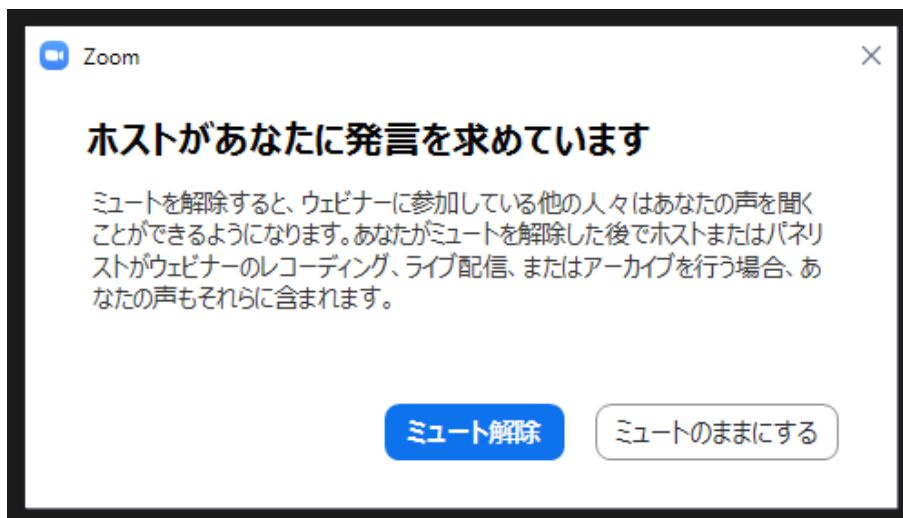 Zoom
ホストがあなたに発言を求めています
ミュートを解除すると、ウェビナーに参加している他の人々はあなたの声を聞く
ことができるようになります。あなたがミュートを解除した後でホストまたはパネリ
ストがウェビナーのレコーディング、ライブ配信、またはアーカイブを行う場合、あ
なたの声もそれらに含まれます。
ミュート解除
ミュートのままにする